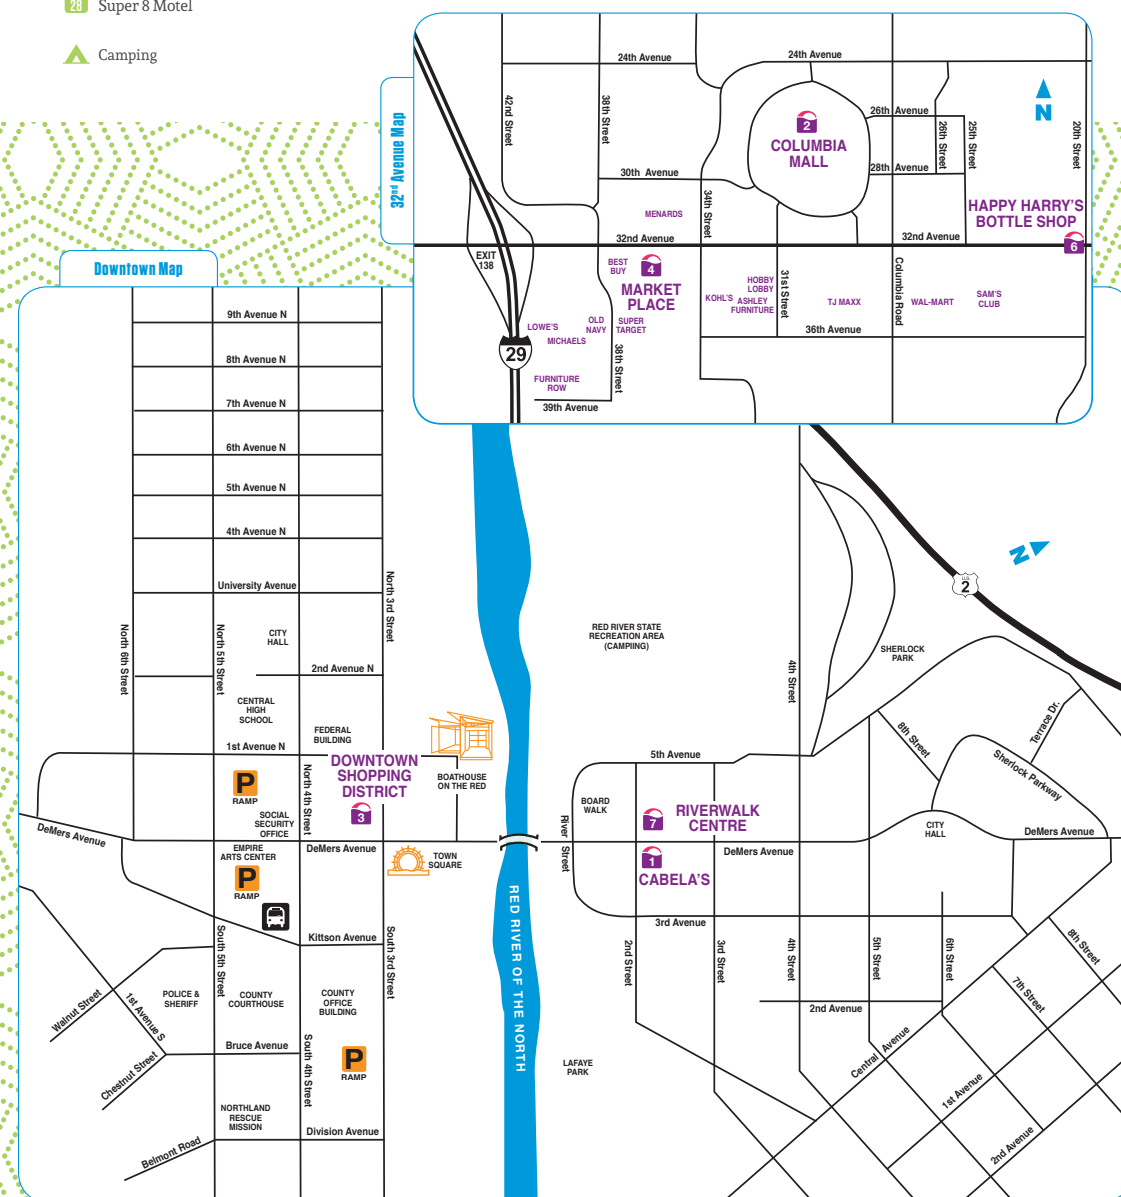 28 Super 8 Motel
Camping
32nd Avenue Map
24th Avenue
24th Avenue
42nd Street
38th Street
26th Avenue
26th Street
25th Street
20th Street
N
2
COLUMBIA
MALL
28th Avenue
30th Avenue
34th Street
MENARDS
HAPPY HARRY'S
BOTTLE SHOP
6
32nd Avenue
32nd Avenue
EXIT
138
BEST
BUY
4
MARKET
PLACE
Columbia Road
31st Street
KOHL'S
HOBBY
LOBBY
ASHLEY
FURNITURE
TJ MAXX
WAL-MART
SAM'S
CLUB
LOWE'S
OLD
NAVY
SUPER
TARGET
MICHAELS
36th Avenue
29
38th Street
FURNITURE
ROW
39th Avenue
Downtown Map
9th Avenue N
8th Avenue N
7th Avenue N
6th Avenue N
5th Avenue N
4th Avenue N
University Avenue
North 6th Street
North 5th Street
North 3rd Street
CITY
HALL
2nd Avenue N
CENTRAL
HIGH
SCHOOL
FEDERAL
BUILDING
1st Avenue N
DOWNTOWN
SHOPPING
DISTRICT
3
North 4th Street
P
RAMP
SOCIAL
SECURITY
OFFICE
BOATHOUSE
ON THE RED
DeMers Avenue
EMPIRE
ARTS CENTER
DeMers Avenue
TOWN
SQUARE
P
RAMP
Kittson Avenue
South 5th Street
South 3rd Street
Walnut Street
1st Avenue S
POLICE &
SHERIFF
COUNTY
COURTHOUSE
COUNTY
OFFICE
BUILDING
Chestnut Street
Bruce Avenue
South 4th Street
P
RAMP
NORTHLAND
RESCUE
MISSION
Division Avenue
Belmont Road
RED RIVER OF THE NORTH
RED RIVER STATE
RECREATION AREA
(CAMPING)
4th Street
SHERLOCK
PARK
N
U.S.
2
8th Street
Terrace Dr.
Sherlock Parkway
5th Avenue
BOARD
WALK
7
RIVERWALK
CENTRE
River Street
CITY
HALL
DeMers Avenue
DeMers Avenue
1
CABELA'S
3rd Avenue
2nd Street
3rd Street
4th Street
5th Street
6th Street
8th Street
7th Street
2nd Avenue
Central Avenue
1st Avenue
2nd Avenue
LAFAYE
PARK